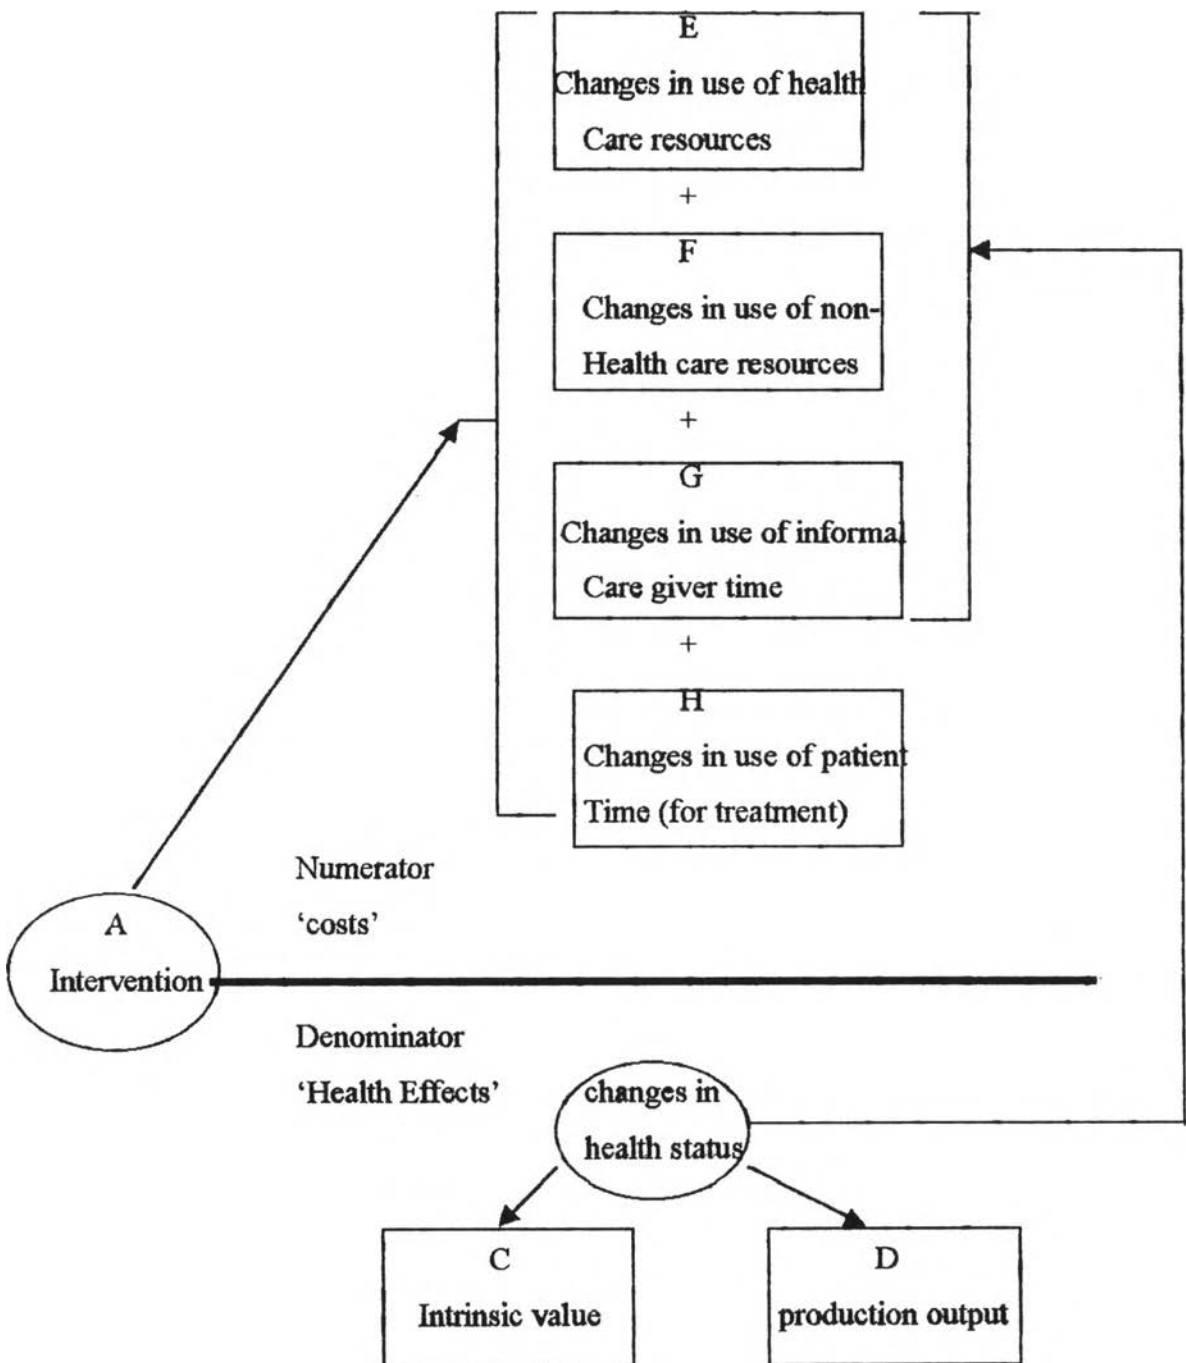 E
Changes in use of health
Care resources
+
F
Changes in use of non-
Health care resources
+
G
Changes in use of informal
Care giver time
+
H
Changes in use of patient
Time (for treatment)
Numerator
‘costs’
A
Intervention
Denominator
‘Health Effects’
changes in
health status
C
Intrinsic value
D
production output